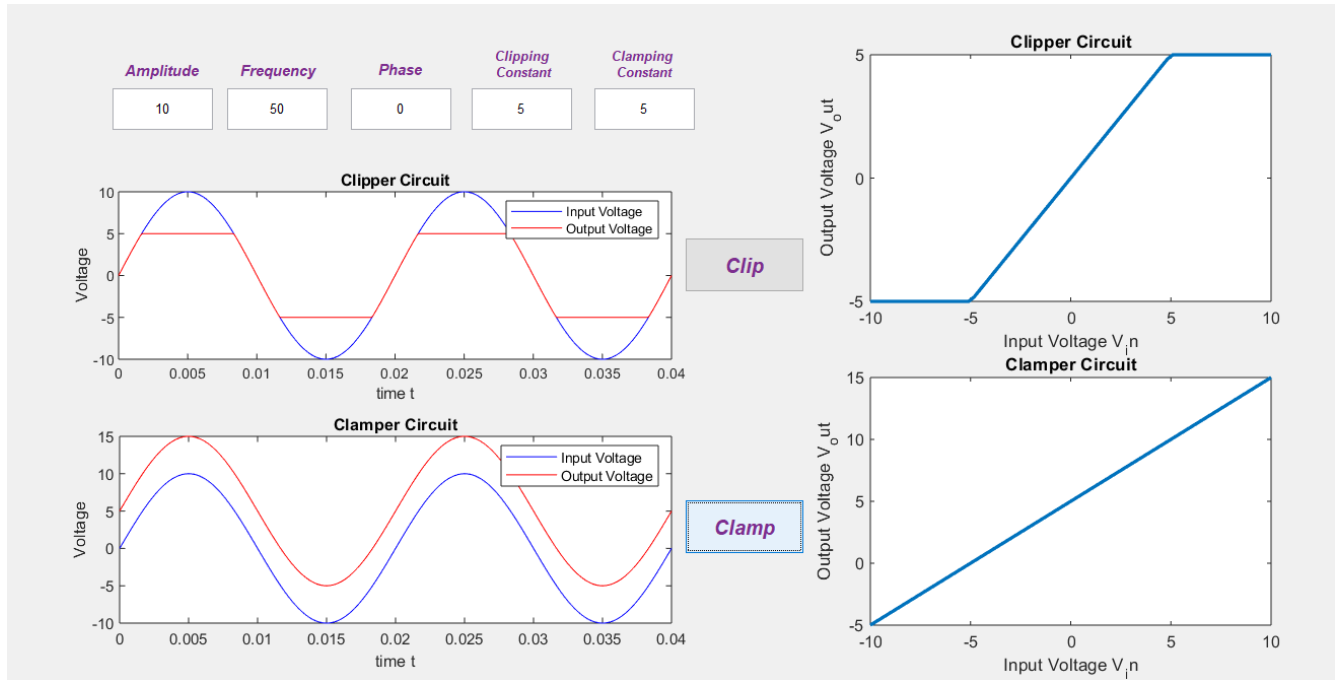 Amplitude
10
Frequency
50
Phase
0
Clipping
Constant
5
Clamping
Constant
5
Clipper Circuit
Voltage
10
5
0
-5
-10
0 0.005 0.01 0.015 0.02 0.025 0.03 0.035 0.04
time t
Input Voltage
Output Voltage
Clip
Clipper Circuit
Output Voltage V_out
5
0
-5
-10 -5 0 5 10
Input Voltage V_in
Clamper Circuit
Voltage
15
10
5
0
-5
-10
0 0.005 0.01 0.015 0.02 0.025 0.03 0.035 0.04
time t
Input Voltage
Output Voltage
Clamp
Clamper Circuit
Output Voltage V_out
15
10
5
0
-5
-10 -5 0 5 10
Input Voltage V_in